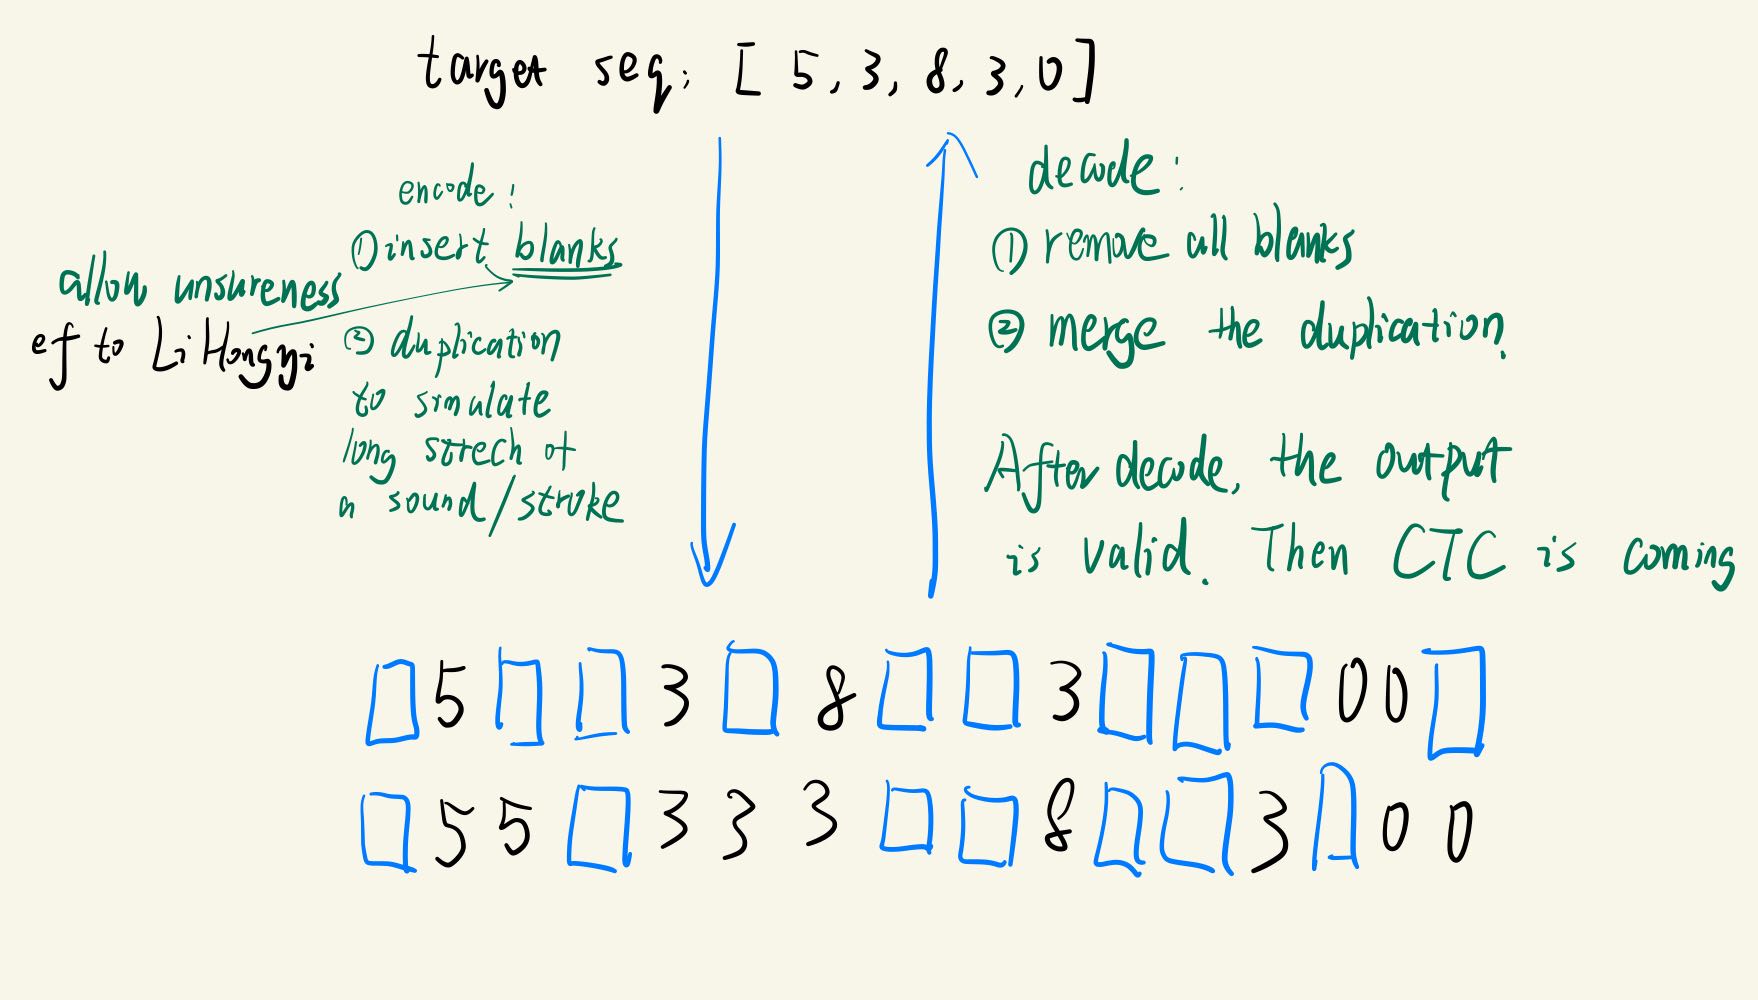 target seq: [ 5, 3, 8, 3, 0 ]
encode:
① insert blanks
allow unsureness
ef to LiHongyi
② duplication
to simulate
long strech of
a sound/stroke
decode:
① remove all blanks
② merge the duplication.
After decode, the output
is valid. Then CTC is coming
□ 5 □ □ 3 □ 8 □ □ 3 □ □ □ 0 0 □
□ 5 5 □ 3 3 3 □ □ 8 □ □ 3 □ 0 0